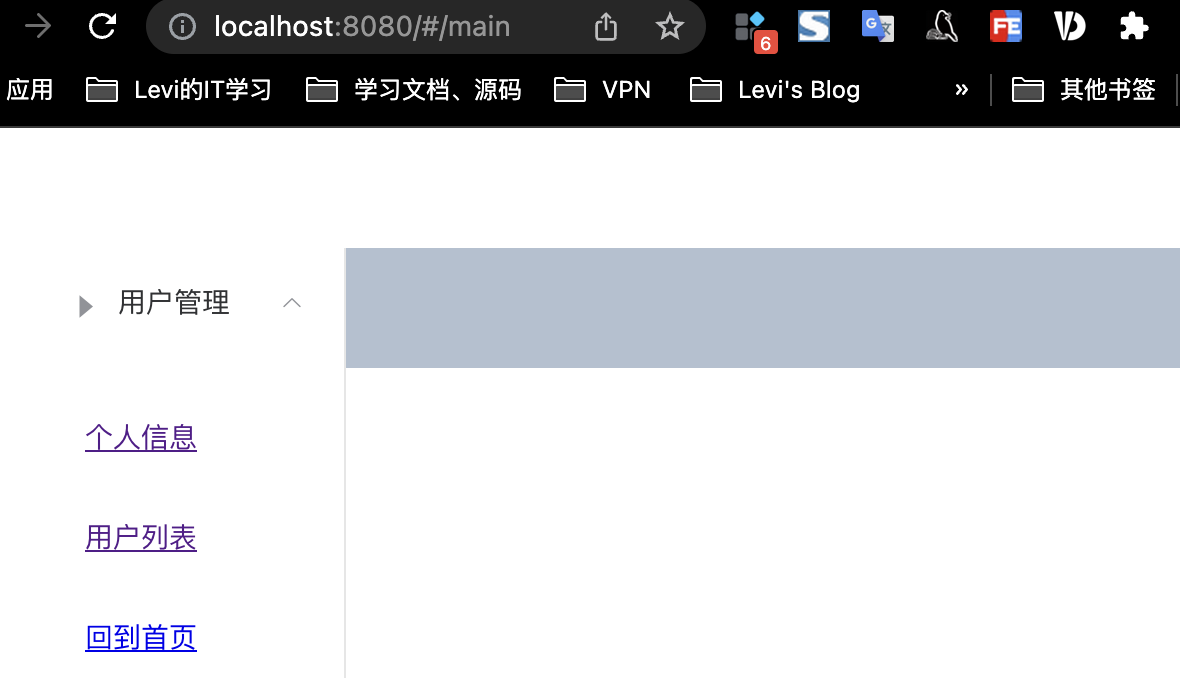 localhost:8080/#/main
6
G 文
FE
应用 Levi的IT学习 学习文档、源码 VPN Levi's Blog » 其他书签
用户管理
个人信息
用户列表
回到首页